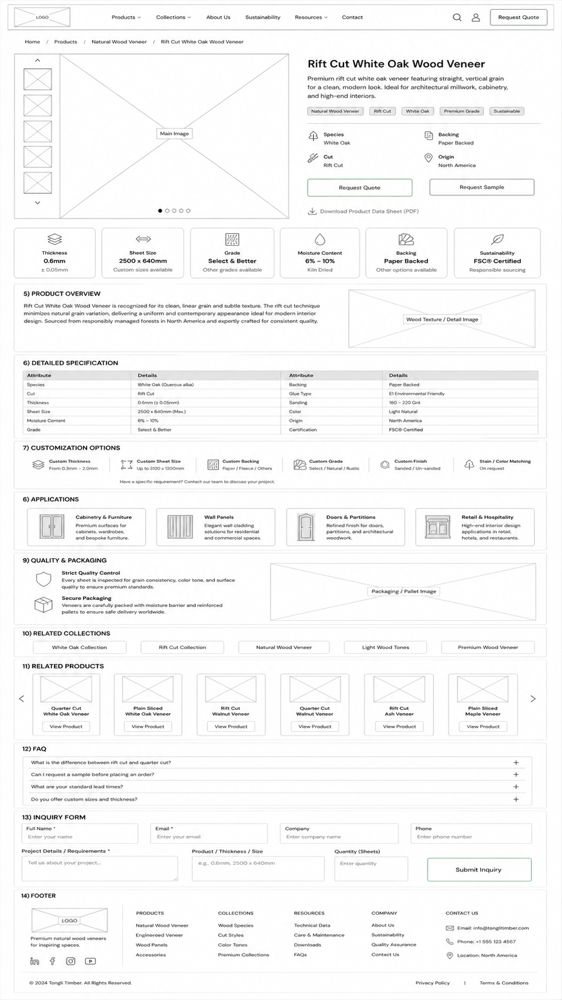 LOGO
Products
Collections
About Us
Sustainability
Resources
Contact
Request Quote
Home / Products / Natural Wood Veneer / Rift Cut White Oak Wood Veneer
Main Image
Rift Cut White Oak Wood Veneer
Premium rift cut white oak veneer featuring straight, vertical grain
for a clean, modern look. Ideal for architectural millwork, cabinetry,
and high-end interiors.
Natural Wood Veneer
Rift Cut
White Oak
Premium Grade
Sustainable
Species
White Oak
Backing
Paper Backed
Cut
Rift Cut
Origin
North America
Request Quote
Request Sample
Download Product Data Sheet (PDF)
Thickness
0.6mm
± 0.05mm
Sheet Size
2500 x 640mm
Custom sizes available
Grade
Select & Better
Other grades available
Moisture Content
6% – 10%
Kiln Dried
Backing
Paper Backed
Other options available
Sustainability
FSC® Certified
Responsible sourcing
5) PRODUCT OVERVIEW
Rift Cut White Oak Wood Veneer is recognized for its clean, linear grain and subtle texture. The rift cut technique
minimizes natural grain variation, delivering a uniform and contemporary appearance ideal for modern interior
design. Sourced from responsibly managed forests in North America and expertly crafted for consistent quality.
Wood Texture / Detail Image
6) DETAILED SPECIFICATION
Attribute Details Attribute Details
Species White Oak (Quercus alba) Backing Paper Backed
Cut Rift Cut Glue Type E1 Environmental Friendly
Thickness 0.6mm (± 0.05mm) Sanding 180 – 220 Grit
Sheet Size 2500 x 640mm (Max.) Color Light Natural
Moisture Content 6% – 10% Origin North America
Grade Select & Better Certification FSC® Certified
7) CUSTOMIZATION OPTIONS
Custom Thickness
From 0.3mm – 2.0mm
Custom Sheet Size
Up to 3100 x 1300mm
Custom Backing
Paper / Fleece / Others
Custom Grade
Select / Natural / Rustic
Custom Finish
Sanded / Un-sanded
Stain / Color Matching
On request
Have a specific requirement? Contact our team to discuss your project.
6) APPLICATIONS
Cabinetry & Furniture
Premium surfaces for
cabinets, wardrobes,
and bespoke furniture.
Wall Panels
Elegant wall cladding
solutions for residential
and commercial spaces.
Doors & Partitions
Refined finish for doors,
partitions, and architectural
woodwork.
Retail & Hospitality
High-end interior design
applications in retail,
hotels, and restaurants.
9) QUALITY & PACKAGING
Strict Quality Control
Every sheet is inspected for grain consistency, color tone, and surface
quality to ensure premium standards.
Secure Packaging
Veneers are carefully packed with moisture barrier and reinforced
pallets to ensure safe delivery worldwide.
Packaging / Pallet Image
10) RELATED COLLECTIONS
White Oak Collection
Rift Cut Collection
Natural Wood Veneer
Light Wood Tones
Premium Wood Veneer
11) RELATED PRODUCTS
Quarter Cut
White Oak Veneer
View Product
Plain Sliced
White Oak Veneer
View Product
Rift Cut
Walnut Veneer
View Product
Quarter Cut
Walnut Veneer
View Product
Rift Cut
Ash Veneer
View Product
Plain Sliced
Maple Veneer
View Product
12) FAQ
What is the difference between rift cut and quarter cut?
Can I request a sample before placing an order?
What are your standard lead times?
Do you offer custom sizes and thickness?
13) INQUIRY FORM
Full Name *
Enter your name
Email *
Enter your email
Company
Enter company name
Phone
Enter phone number
Project Details / Requirements *
Tell us about your project...
Product / Thickness / Size
e.g., 0.6mm, 2500 x 640mm
Quantity (Sheets)
Enter quantity
Submit Inquiry
14) FOOTER
LOGO
Premium natural wood veneers
for inspiring spaces.
PRODUCTS
Natural Wood Veneer
Enginereed Veneer
Wood Panels
Accessories
COLLECTIONS
Wood Species
Cut Styles
Color Tones
Premium Collections
RESOURCES
Technical Data
Care & Maintenance
Downloads
FAQs
COMPANY
About Us
Sustainability
Quality Assurance
Contact Us
CONTACT US
Email: info@tonglitimber.com
Phone: +1 555 123 4567
Location: North America
© 2024 Tongli Timber. All Rights Reserved.
Privacy Policy | Terms & Conditions